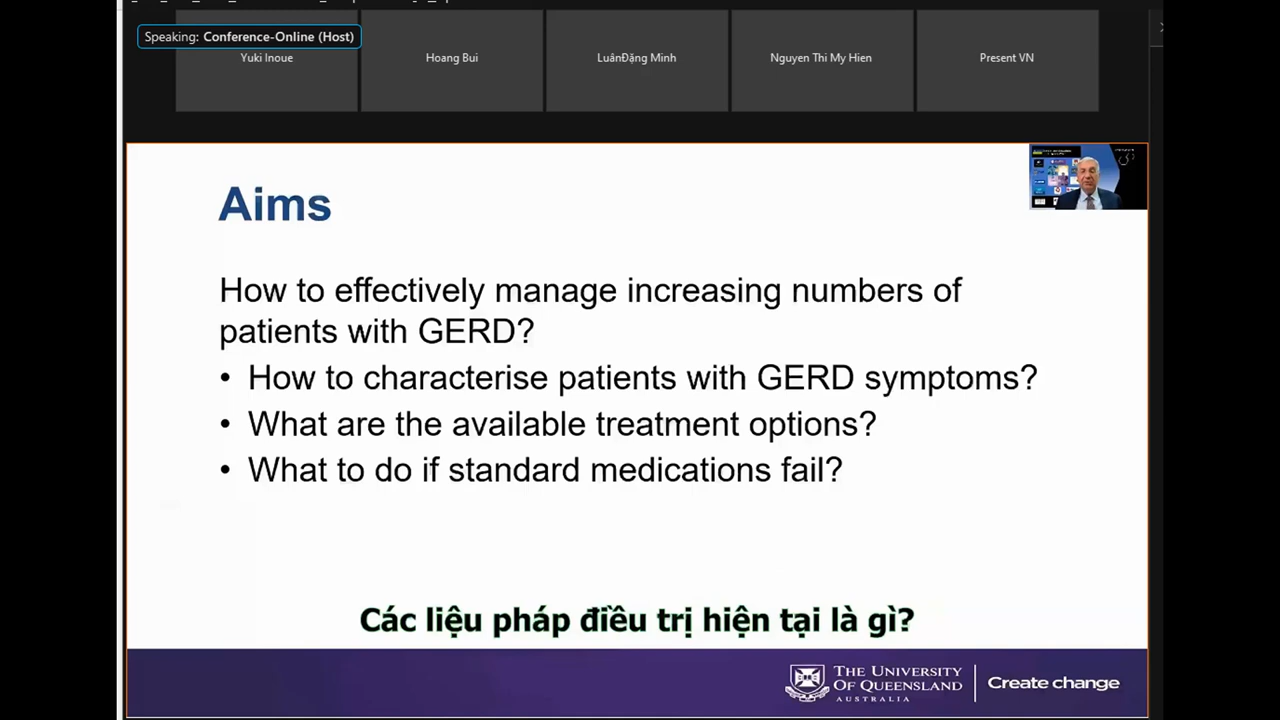 Speaking: Conference-Online (Host)
Yuki Inoue
Hoang Bui
LuânĐặng Minh
Nguyen Thi My Hien
Present VN
Aims
How to effectively manage increasing numbers of
patients with GERD?
• How to characterise patients with GERD symptoms?
• What are the available treatment options?
• What to do if standard medications fail?
Các liệu pháp điều trị hiện tại là gì?
THE UNIVERSITY
OF QUEENSLAND
AUSTRALIA
Create change